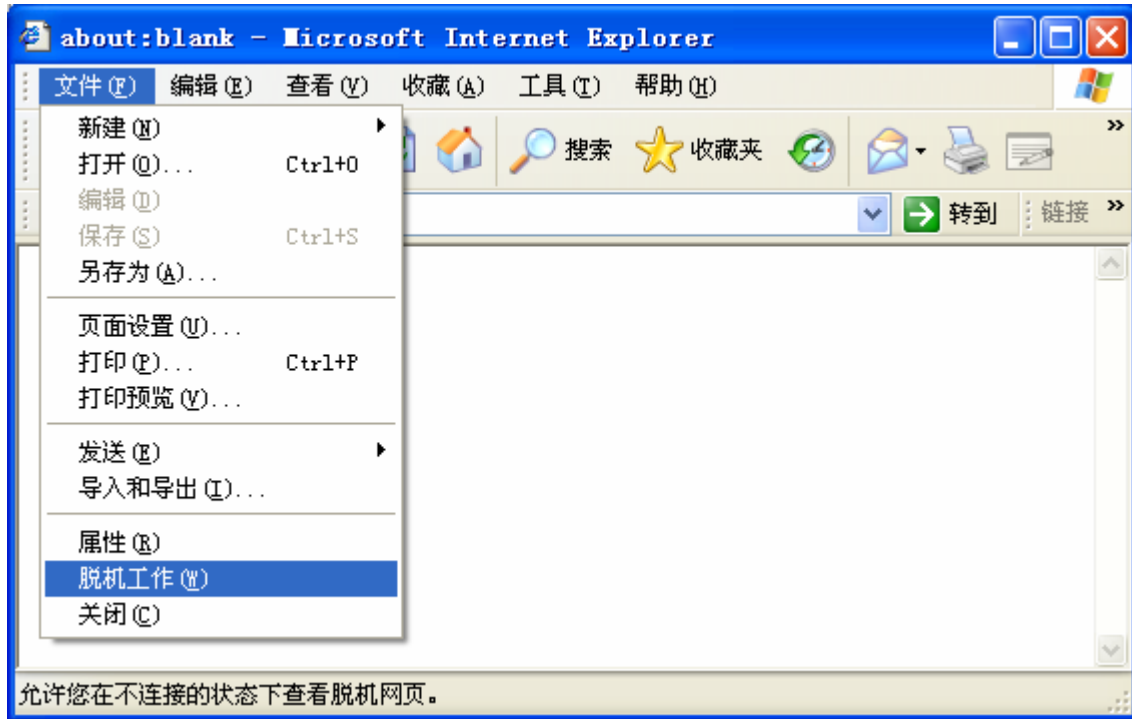 about:blank - Microsoft Internet Explorer
文件(F) 编辑(E) 查看(V) 收藏(A) 工具(T) 帮助(H)
新建(N)
搜索 收藏夹 »
打开(O)... Ctrl+O
编辑(D)
转到 链接 »
保存(S) Ctrl+S
另存为(A)...
页面设置(U)...
打印(P)... Ctrl+P
打印预览(V)...
发送(E)
导入和导出(I)...
属性(R)
脱机工作(W)
关闭(C)
允许您在不连接的状态下查看脱机网页。